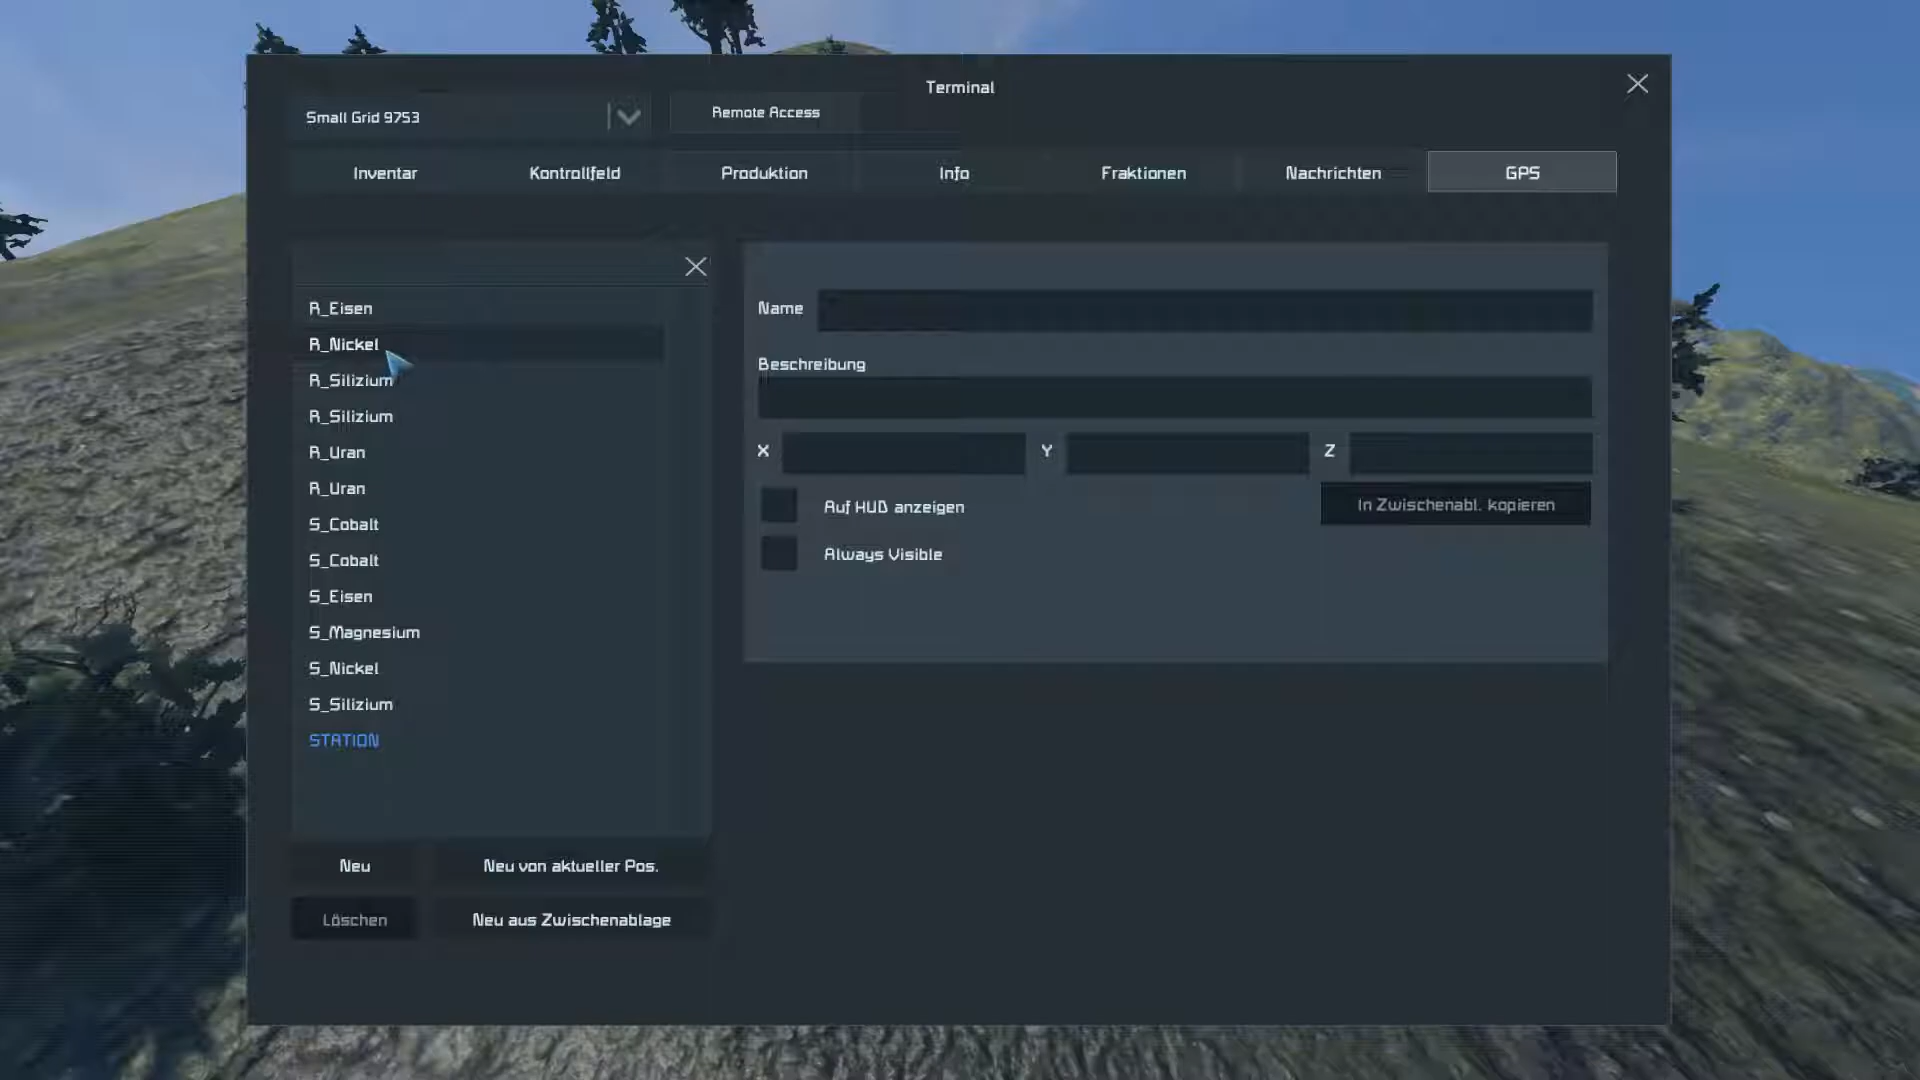 Terminal
Small Grid 9753
Remote Access
Inventar
Kontrollfeld
Produktion
Info
Fraktionen
Nachrichten
GPS
R_Eisen
R_Nickel
R_Silizium
R_Silizium
R_Uran
R_Uran
S_Cobalt
S_Cobalt
S_Eisen
S_Magnesium
S_Nickel
S_Silizium
STATION
Neu
Neu von aktueller Pos.
Löschen
Neu aus Zwischenablage
Name
Beschreibung
X
Y
Z
Auf HUD anzeigen
In Zwischenabl. kopieren
Always Visible